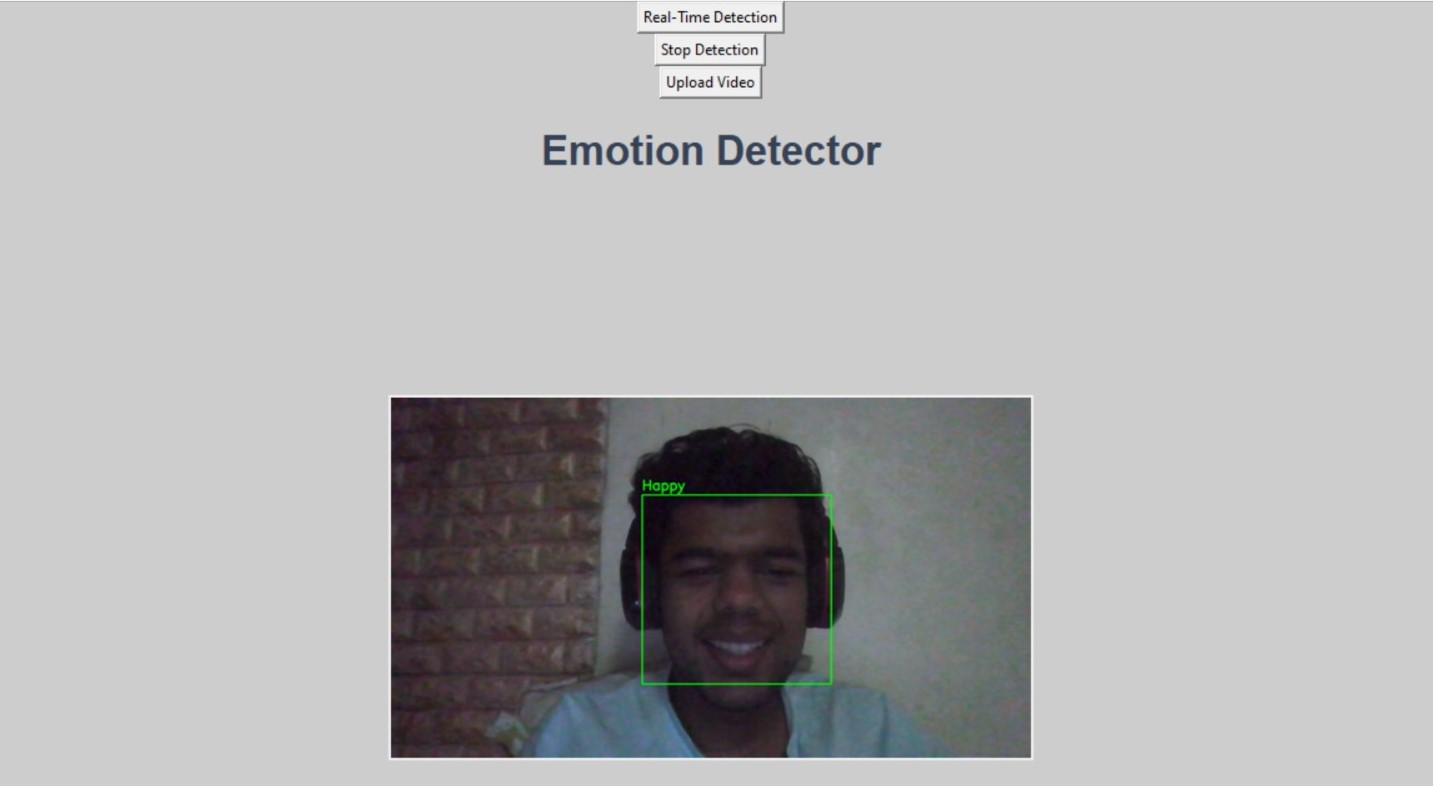 Real-Time Detection
Stop Detection
Upload Video
Emotion Detector
Happy